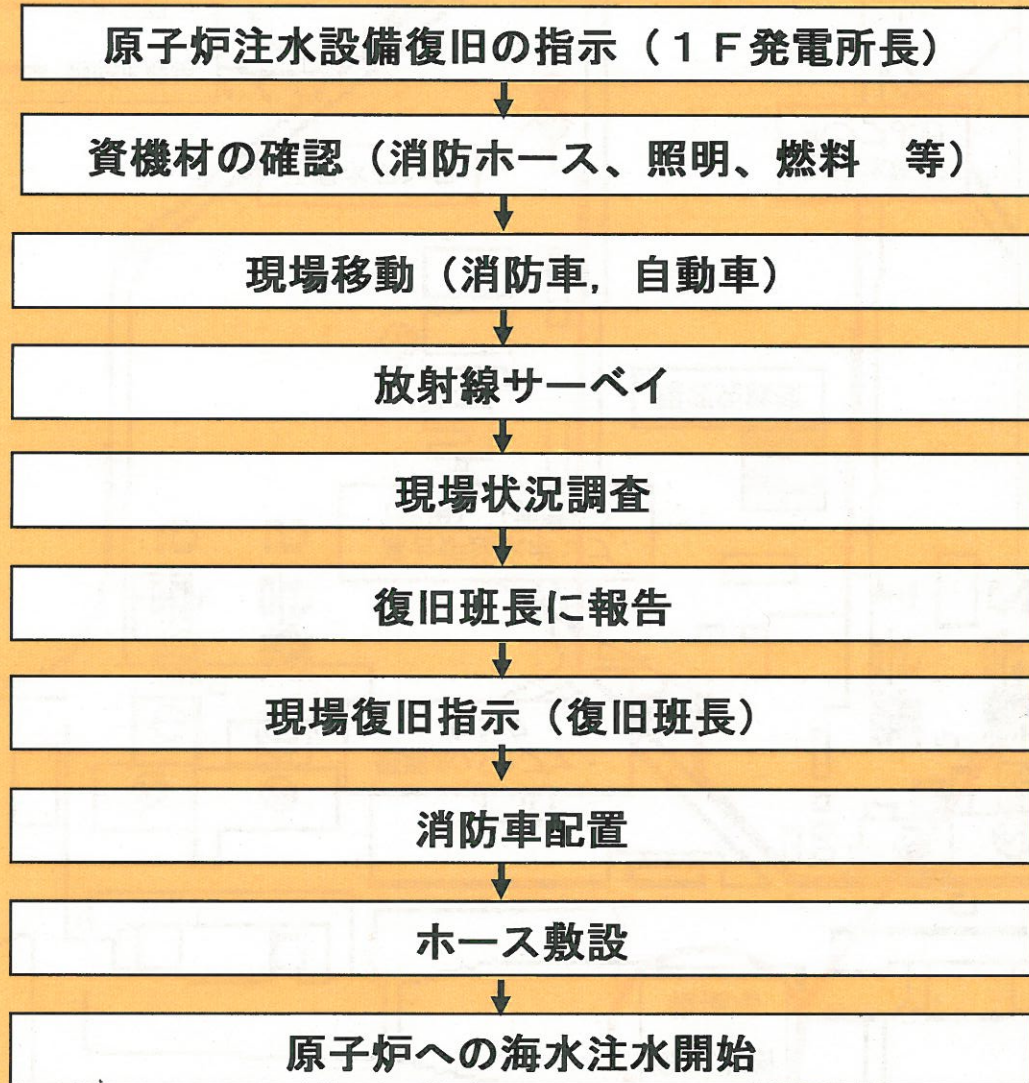 原子炉注水設備復旧の指示（１Ｆ発電所長）
資機材の確認（消防ホース、照明、燃料　等）
現場移動（消防車，自動車）
放射線サーベイ
現場状況調査
復旧班長に報告
現場復旧指示（復旧班長）
消防車配置
ホース敷設
原子炉への海水注水開始